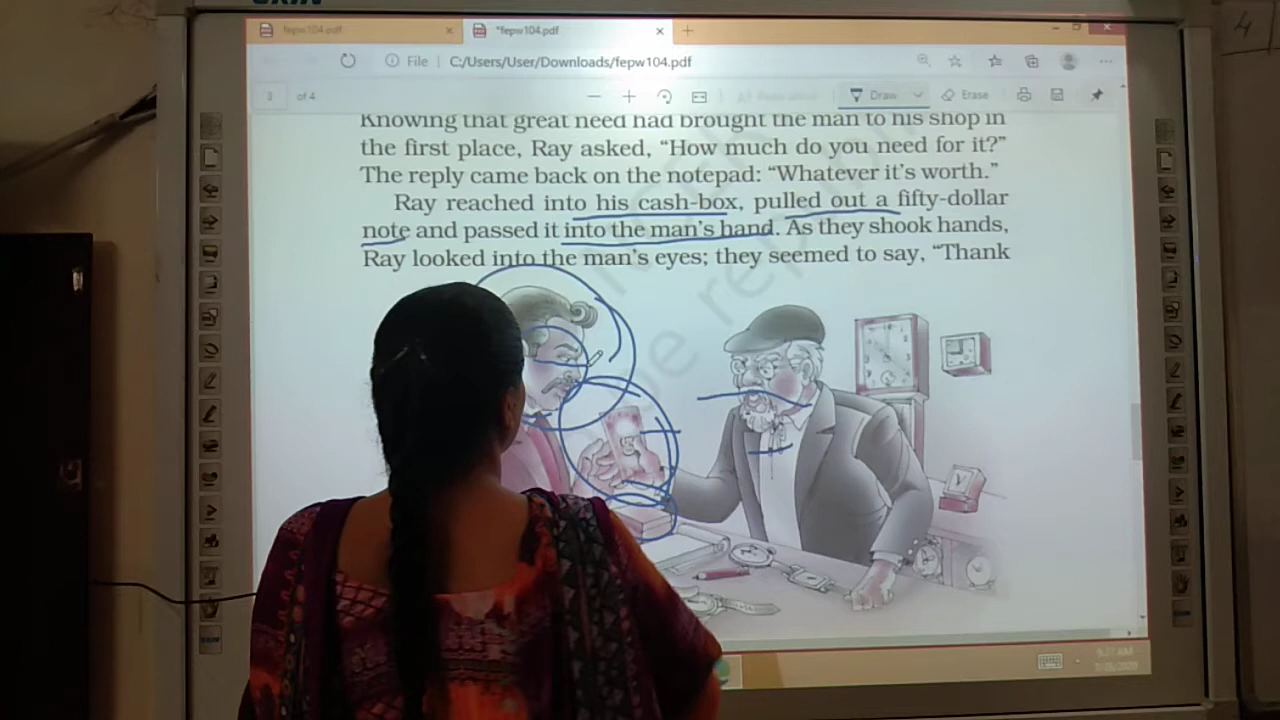 fepw104.pdf
*fepw104.pdf
File
C:/Users/User/Downloads/fepw104.pdf
3 of 4
Draw
Erase
Knowing that great need had brought the man to his shop in
the first place, Ray asked, “How much do you need for it?”
The reply came back on the notepad: “Whatever it’s worth.”
Ray reached into his cash-box, pulled out a fifty-dollar
note and passed it into the man’s hand. As they shook hands,
Ray looked into the man’s eyes; they seemed to say, “Thank
4